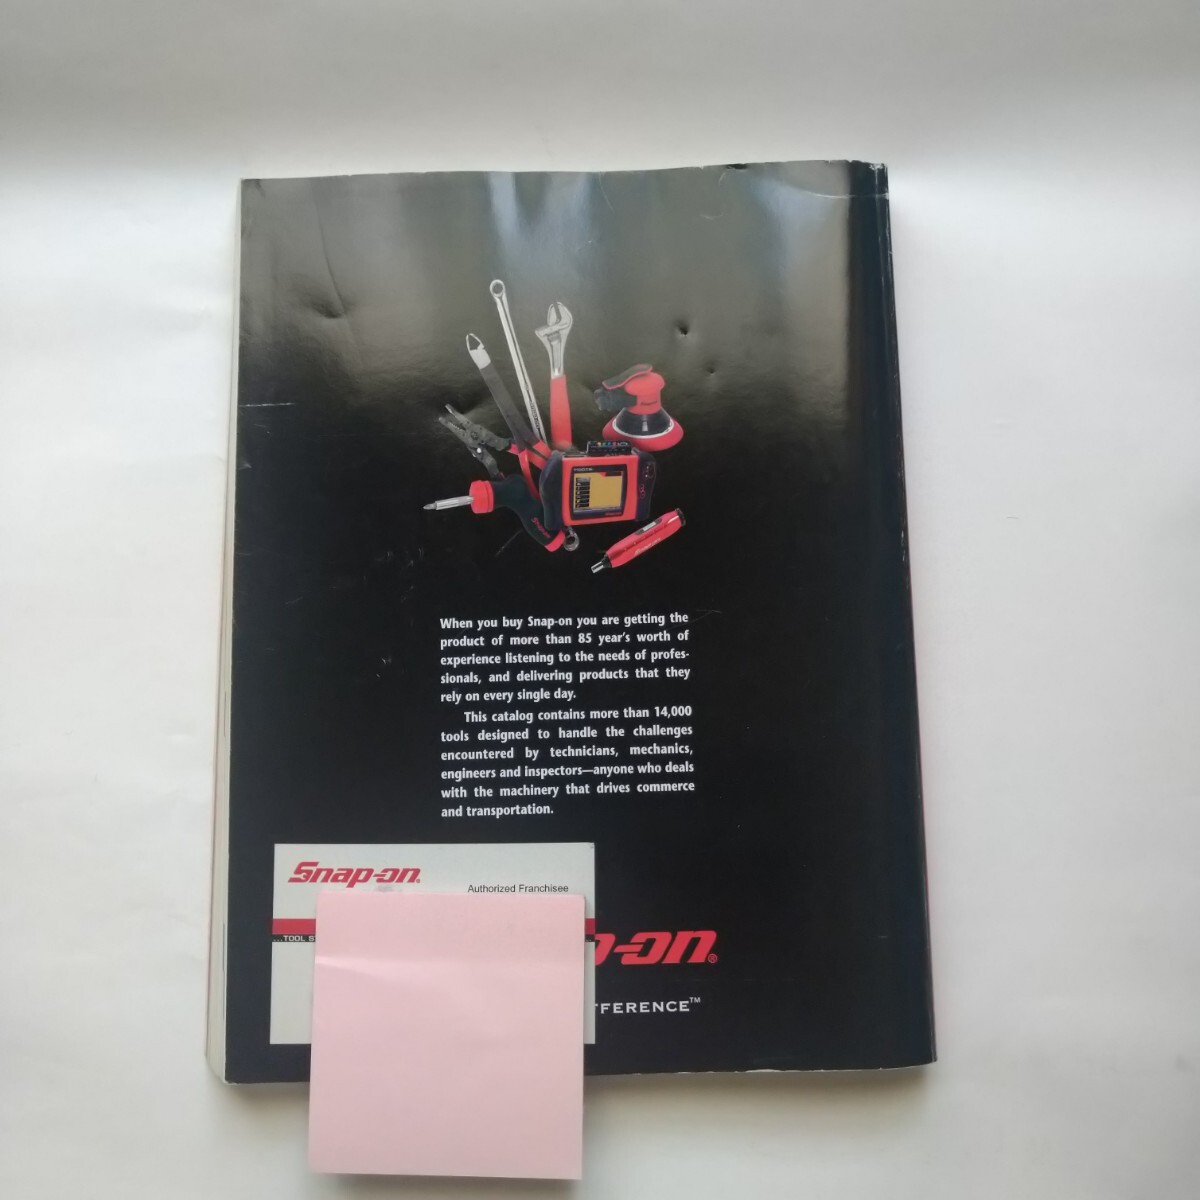 When you buy Snap-on you are getting the
product of more than 85 year's worth of
experience listening to the needs of profes-
sionals, and delivering products that they
rely on every single day.
This catalog contains more than 14,000
tools designed to handle the challenges
encountered by technicians, mechanics,
engineers and inspectors—anyone who deals
with the machinery that drives commerce
and transportation.
Snap-on®
Authorized Franchisee
...TOOL S
-on®
FERENCE™